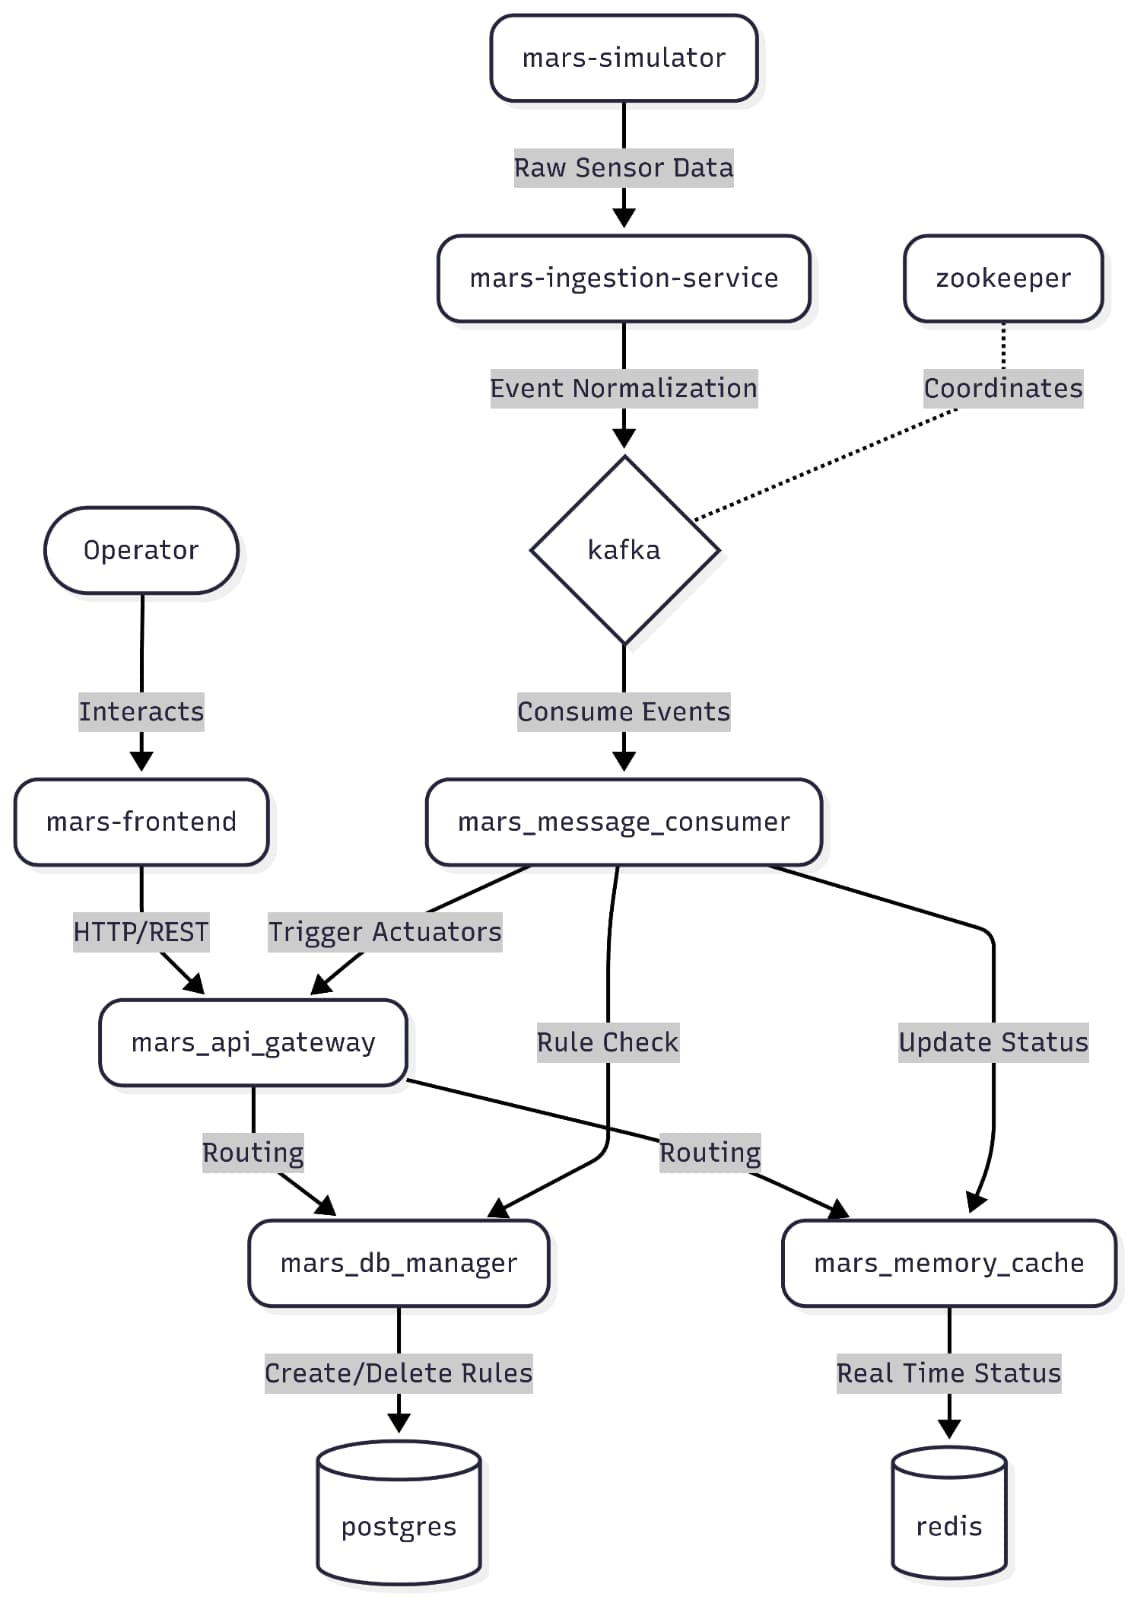 mars-simulator
Raw Sensor Data
mars-ingestion-service
zookeeper
Event Normalization
Coordinates
Operator
kafka
Interacts
Consume Events
mars-frontend
mars_message_consumer
HTTP/REST
Trigger Actuators
mars_api_gateway
Rule Check
Update Status
Routing
Routing
mars_db_manager
mars_memory_cache
Create/Delete Rules
Real Time Status
postgres
redis